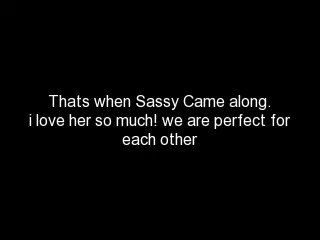 Thats when Sassy Came along.
i love her so much! we are perfect for
each other